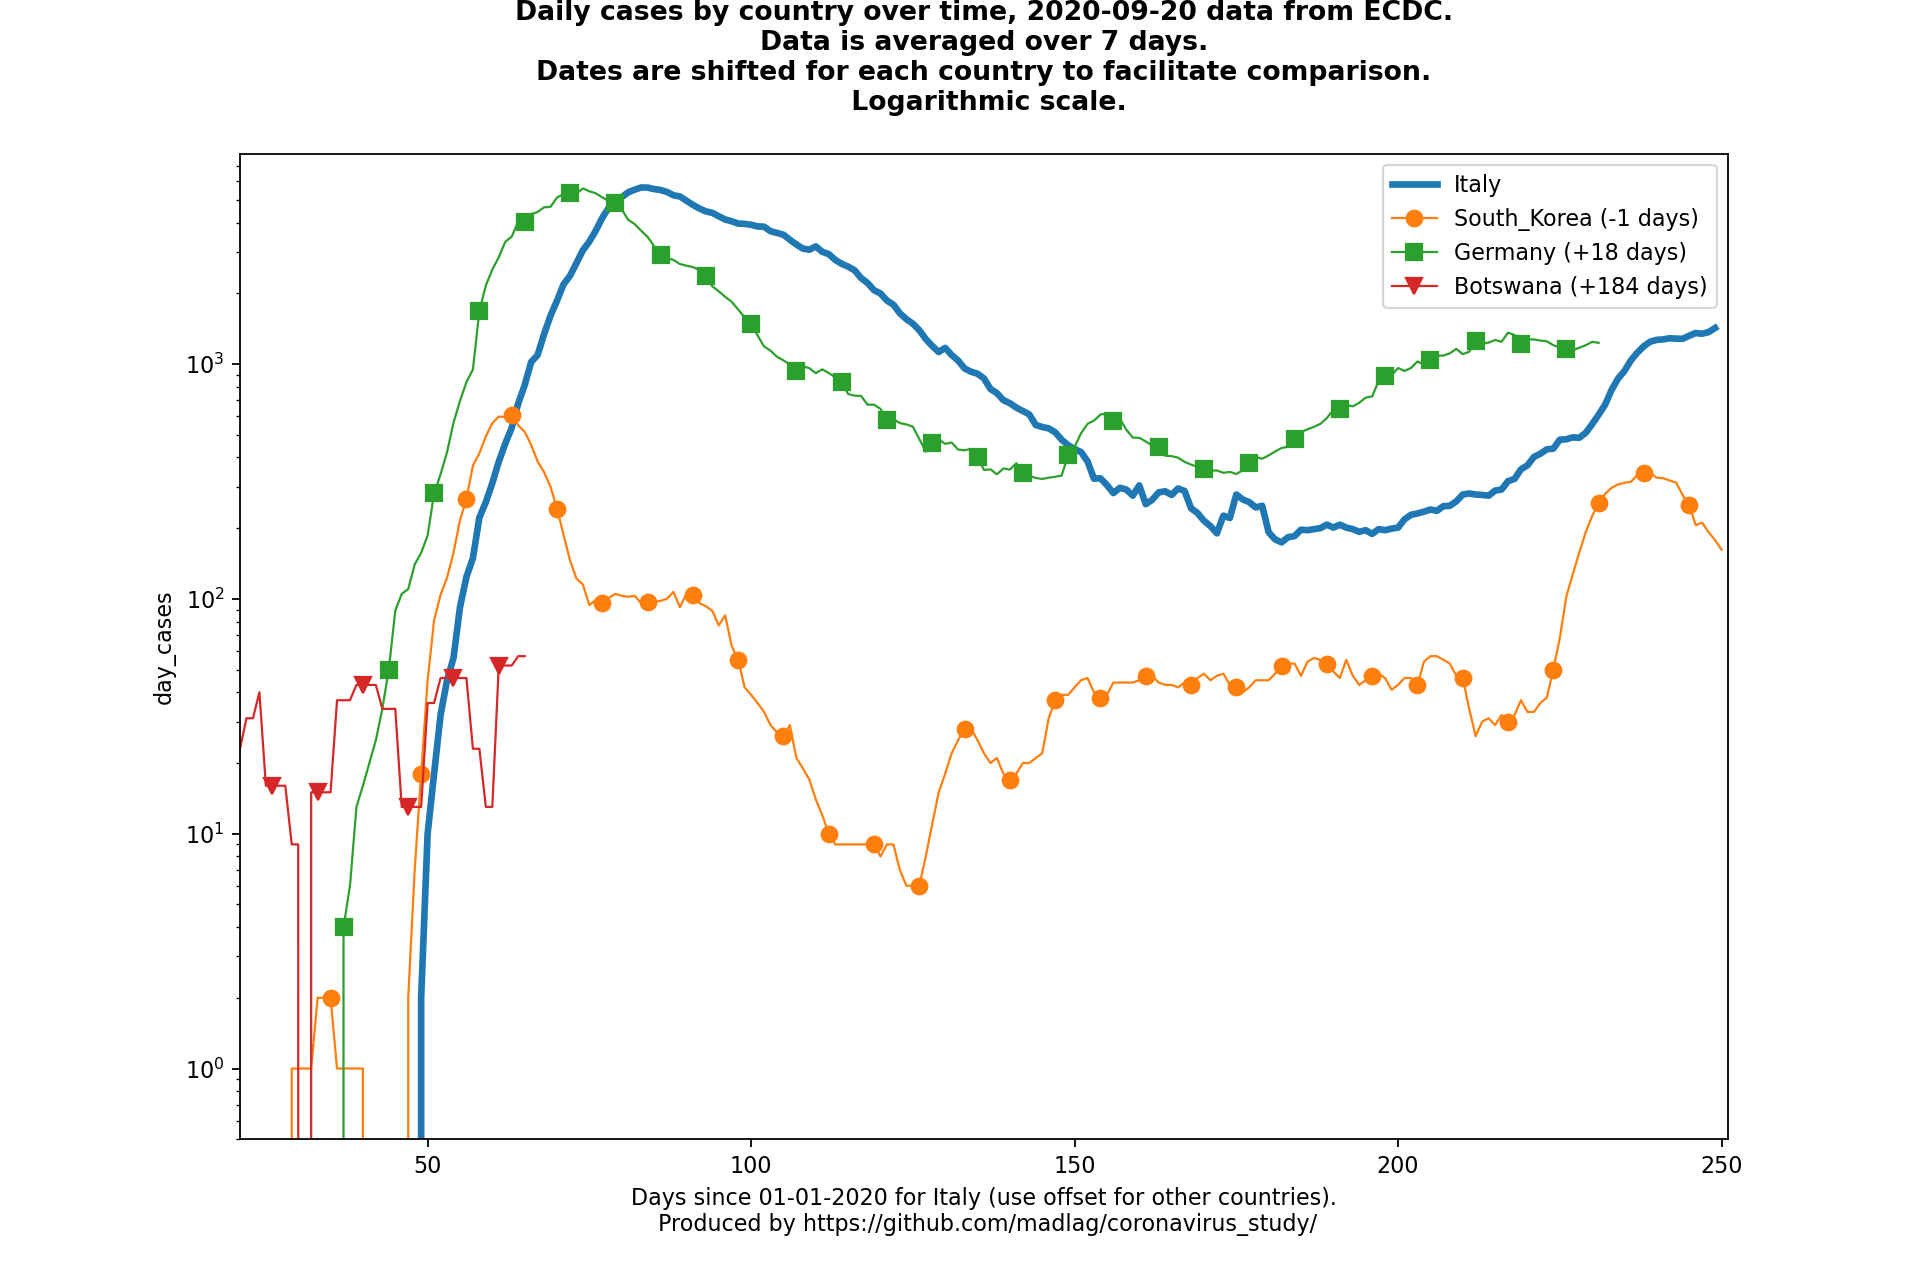 Daily cases by country over time, 2020-09-20 data from ECDC.
Data is averaged over 7 days.
Dates are shifted for each country to facilitate comparison.
Logarithmic scale.
Italy
South_Korea (-1 days)
Germany (+18 days)
Botswana (+184 days)
10^3
10^2
10^1
10^0
day_cases
50 100 150 200 250
Days since 01-01-2020 for Italy (use offset for other countries).
Produced by https://github.com/madlag/coronavirus_study/